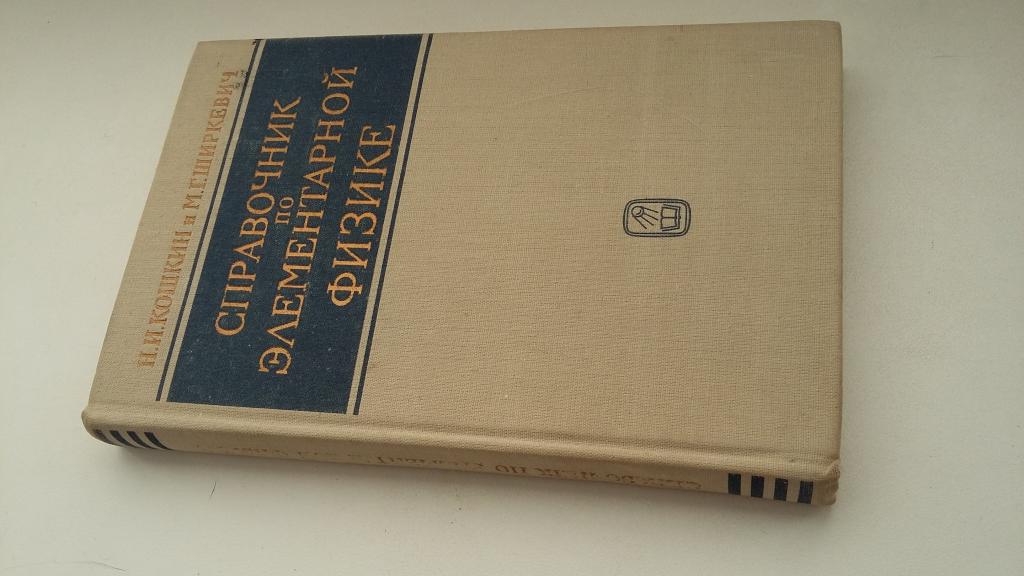 Н.И.КОШКИН и М.Г.ШИРКЕВИЧ
СПРАВОЧНИК
ПО
ЭЛЕМЕНТАРНОЙ
ФИЗИКЕ